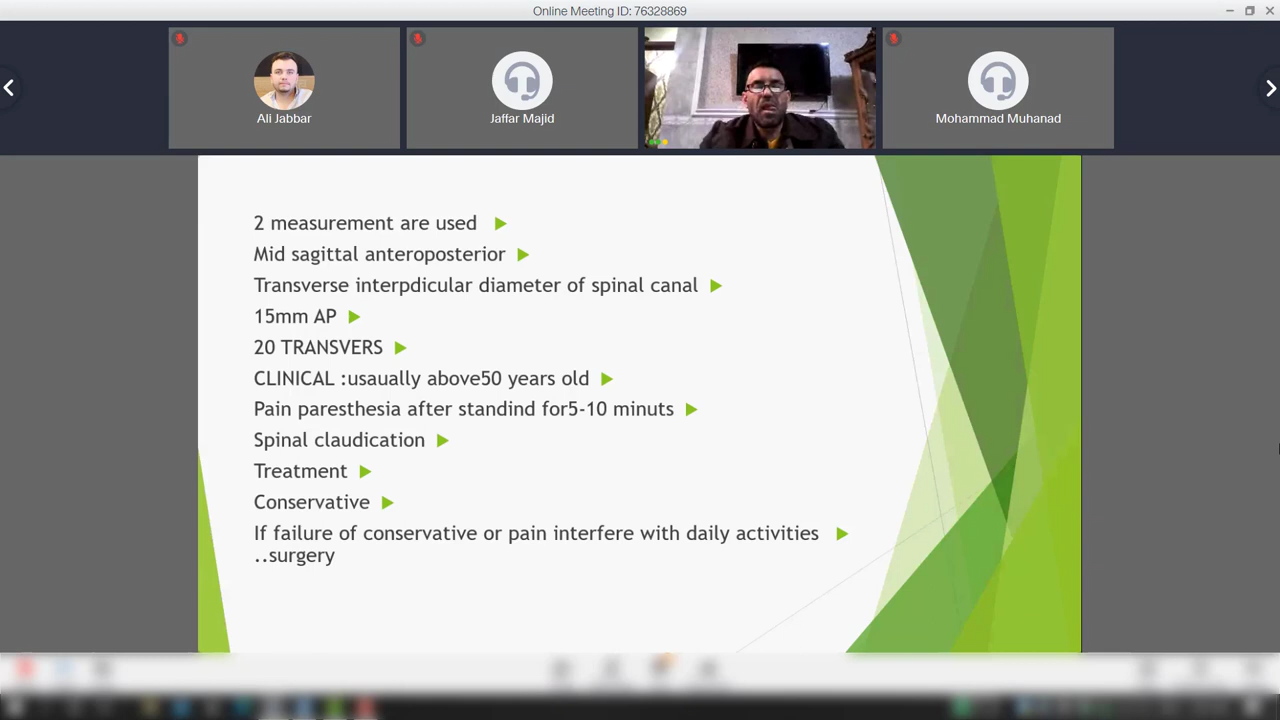 Online Meeting ID: 76328869
Ali Jabbar
Jaffar Majid
Mohammad Muhanad
2 measurement are used
Mid sagittal anteroposterior
Transverse interpdicular diameter of spinal canal
15mm AP
20 TRANSVERS
CLINICAL :usaually above50 years old
Pain paresthesia after standind for5-10 minuts
Spinal claudication
Treatment
Conservative
If failure of conservative or pain interfere with daily activities
..surgery